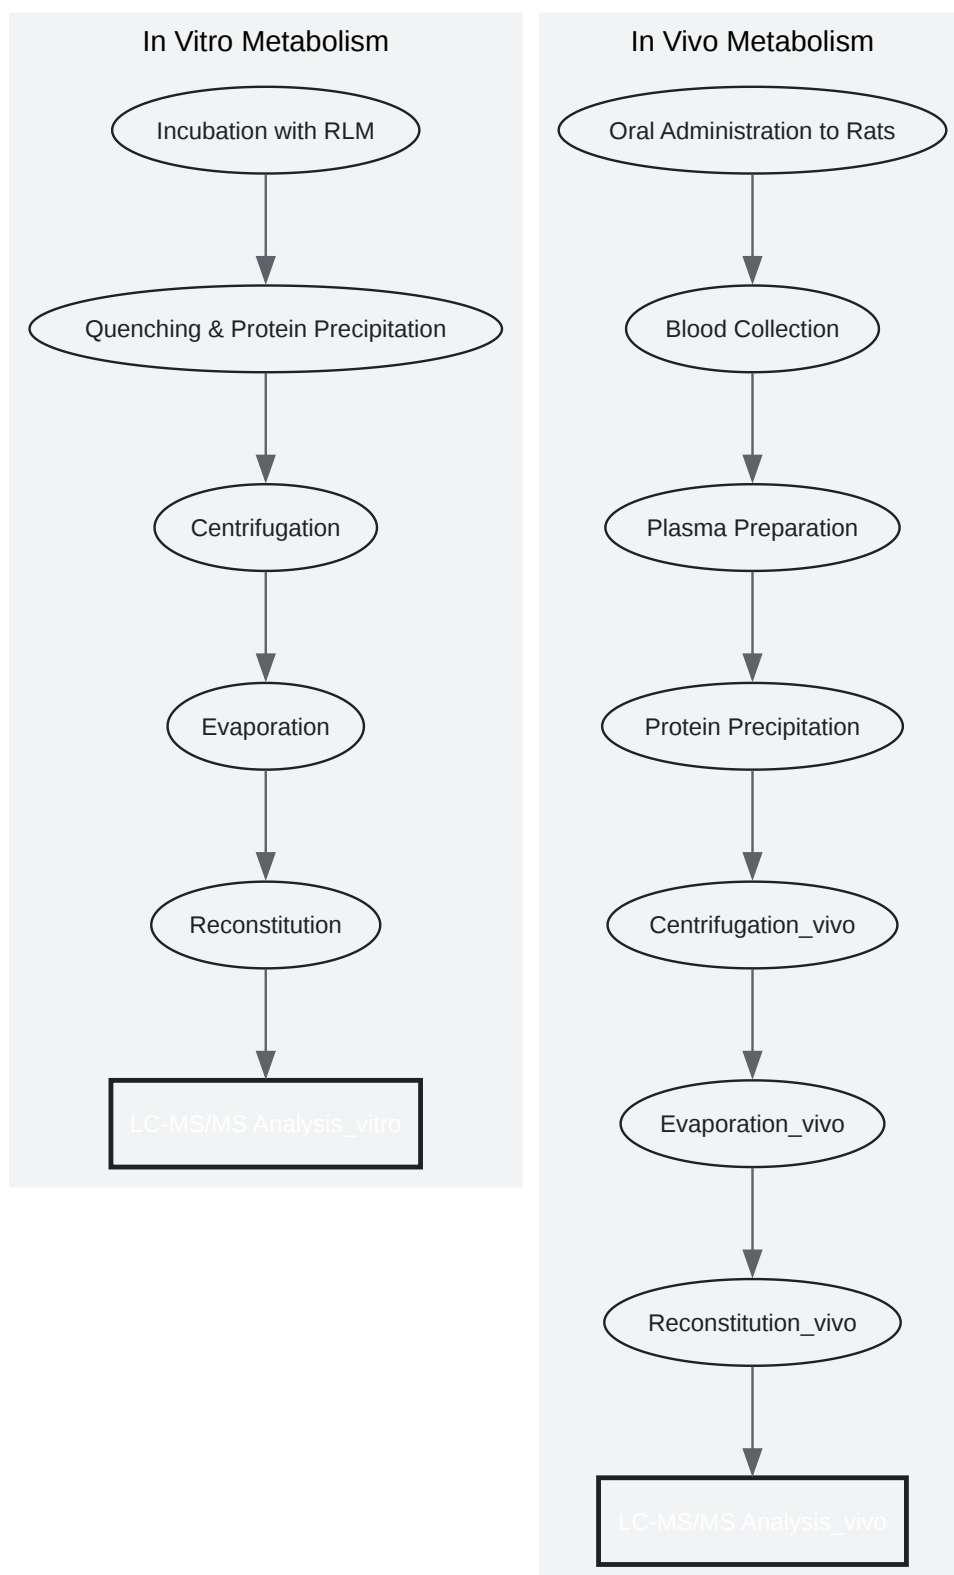 In Vitro Metabolism
Incubation with RLM
Quenching & Protein Precipitation
Centrifugation
Evaporation
Reconstitution
LC-MS/MS Analysis_vitro
In Vivo Metabolism
Oral Administration to Rats
Blood Collection
Plasma Preparation
Protein Precipitation
Centrifugation_vivo
Evaporation_vivo
Reconstitution_vivo
LC-MS/MS Analysis_vivo